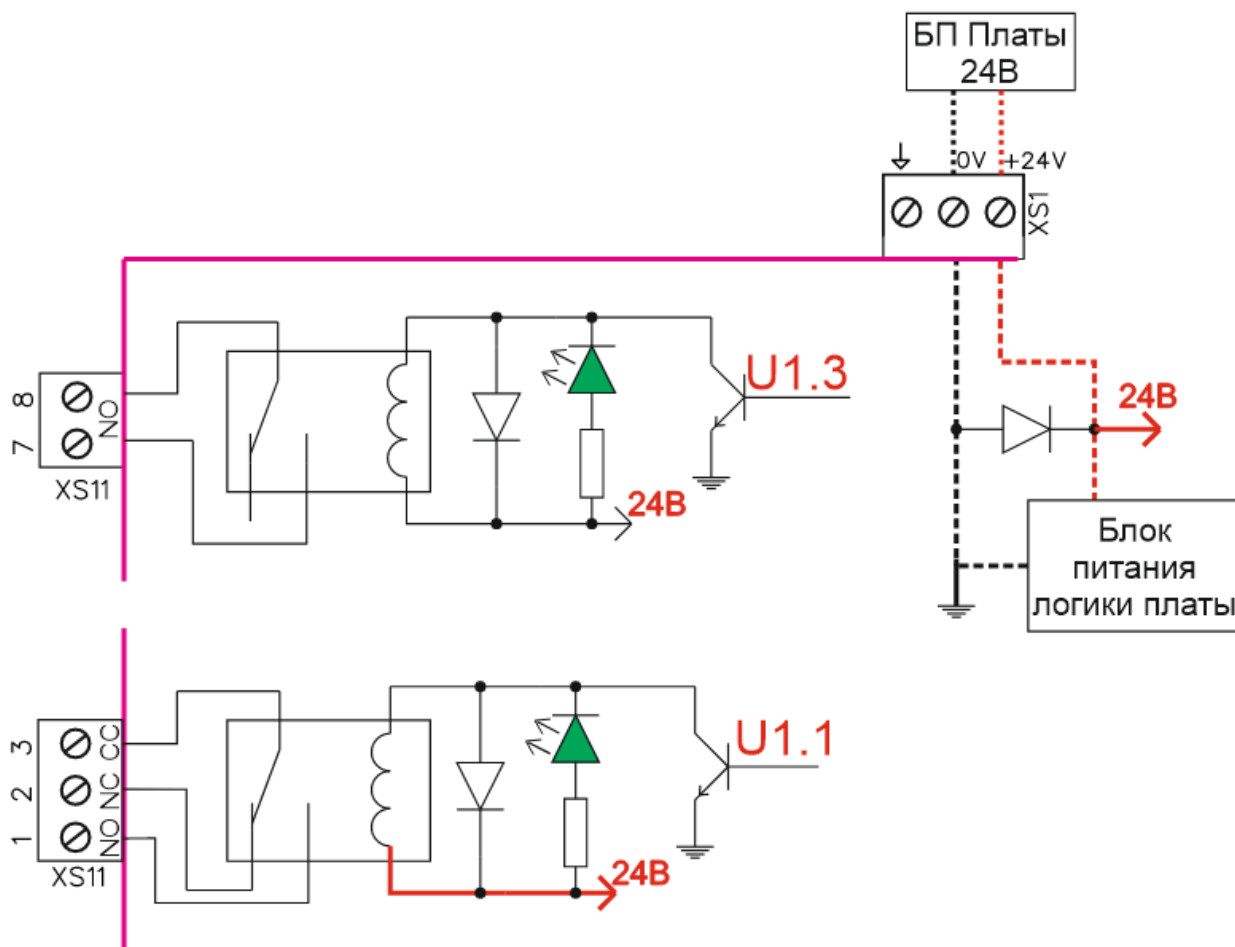 БП Платы
24В
0V
+24V
XS1
8
7
NO
XS11
U1.3
24В
24В
Блок
питания
логики платы
3
2
1
CC
NC
NO
XS11
U1.1
24В